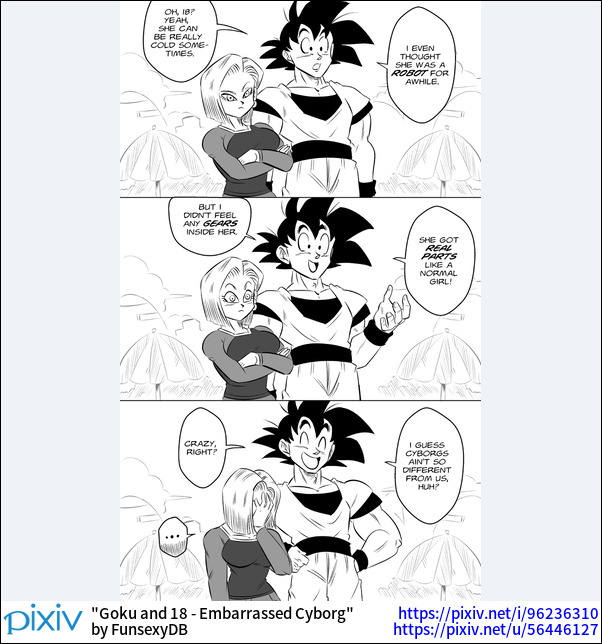 OH, 18?
YEAH,
SHE CAN
BE REALLY
COLD SOME-
TIMES.
I EVEN
THOUGHT
SHE WAS A
ROBOT FOR
AWHILE.
BUT I
DIDN'T FEEL
ANY GEARS
INSIDE HER.
SHE GOT
REAL
PARTS
LIKE A
NORMAL
GIRL!
CRAZY,
RIGHT?
I GUESS
CYBORGS
AIN'T SO
DIFFERENT
FROM US,
HUH?
...
pixiv
"Goku and 18 - Embarrassed Cyborg"
by FunsexyDB
https://pixiv.net/i/96236310
https://pixiv.net/u/56446127